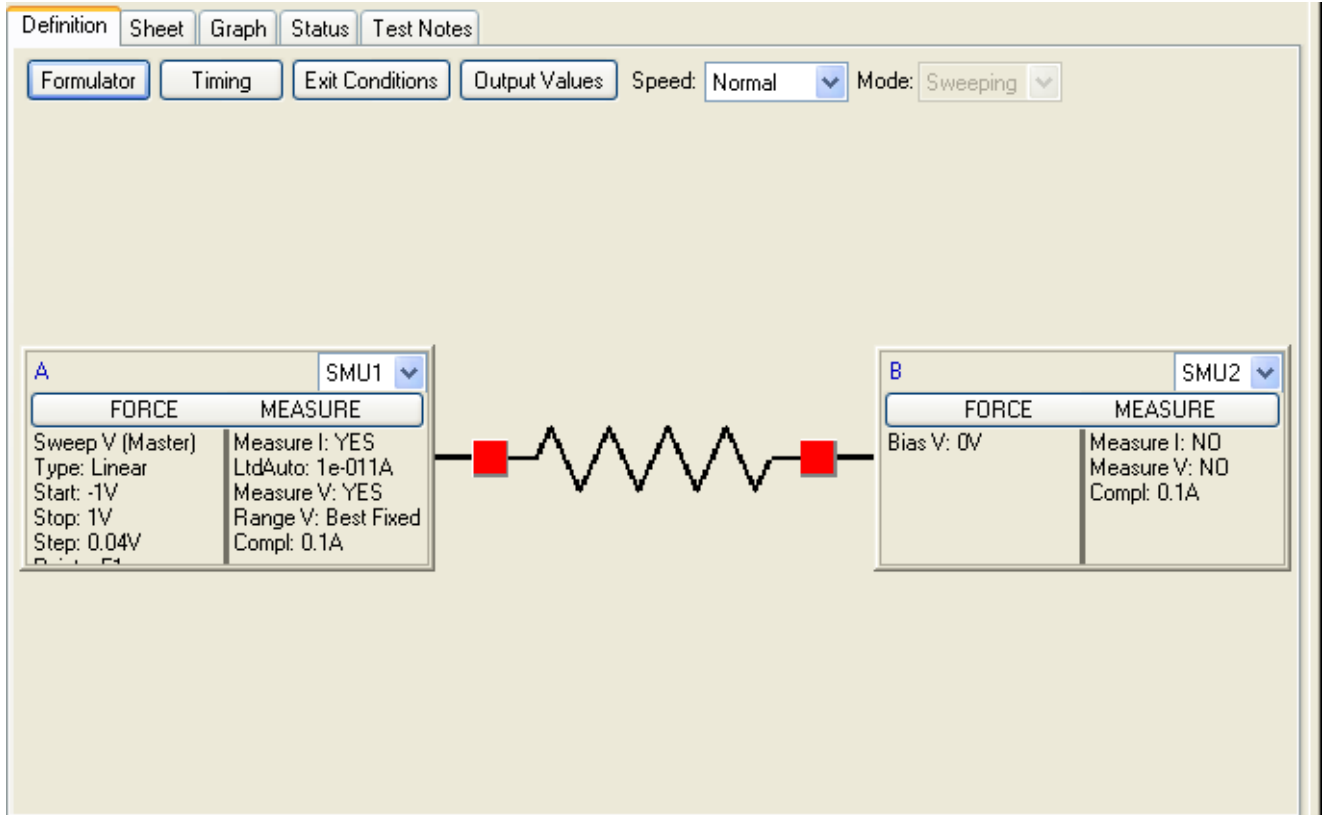 Definition Sheet Graph Status Test Notes
Formulator Timing Exit Conditions Output Values Speed: Normal Mode: Sweeping
A SMU1
FORCE MEASURE
Sweep V (Master) Measure I: YES
Type: Linear LtdAuto: 1e-011A
Start: -1V Measure V: YES
Stop: 1V Range V: Best Fixed
Step: 0.04V Compl: 0.1A
B SMU2
FORCE MEASURE
Bias V: 0V Measure I: NO
Measure V: NO
Compl: 0.1A